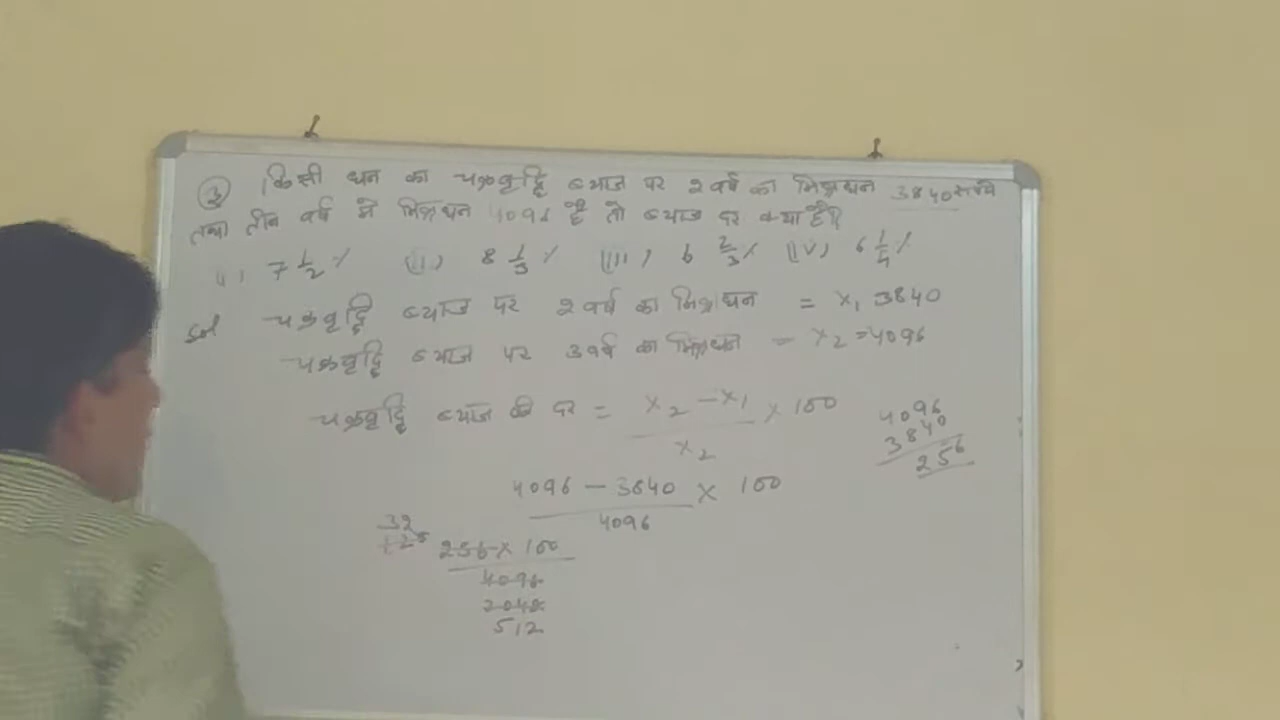 ③ किसी धन का चक्रवृद्धि ब्याज पर 2 वर्ष का मिश्रधन 3840 रुपये
तथा तीन वर्ष में मिश्रधन 4096 है तो ब्याज दर क्या है।
(i) 7 1/2 % (ii) 8 1/3 % (iii) 6 2/3 % (iv) 6 1/4 %
Sol चक्रवृद्धि ब्याज पर 2 वर्ष का मिश्रधन = x₁ 3840
चक्रवृद्धि ब्याज पर 3 वर्ष का मिश्रधन = x₂ = 4096
चक्रवृद्धि ब्याज की दर = (x₂ - x₁)/x₂ × 100
4096
3840
256
(4096 - 3840)/4096 × 100
32
128
256 × 100
4096
2048
512